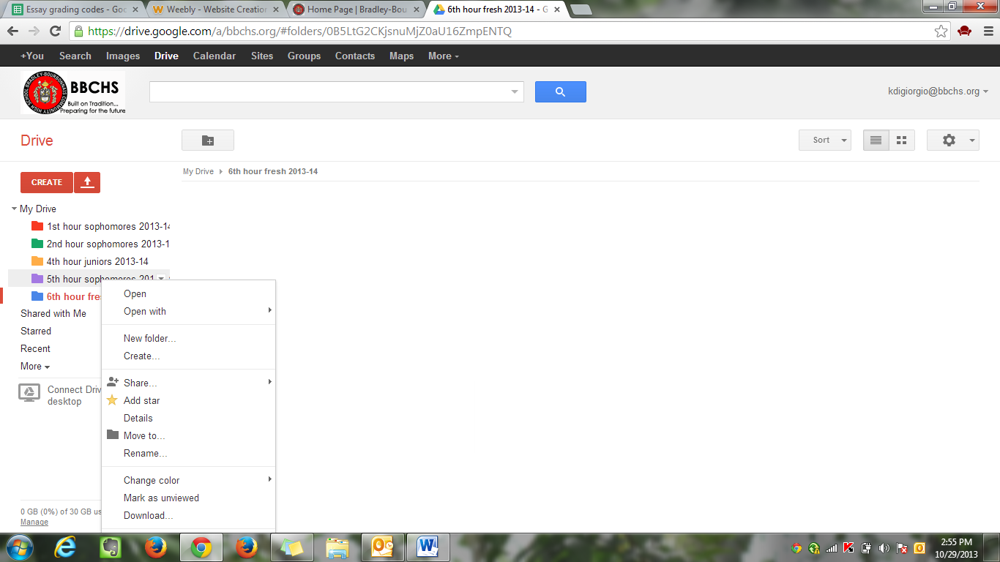 Essay grading codes - Goo
Weebly - Website Creation
Home Page | Bradley-Bou
6th hour fresh 2013-14 - G
https://drive.google.com/a/bbchs.org/#folders/0B5LtG2CKjsnuMjZ0aU16ZmpENTQ
+You Search Images Drive Calendar Sites Groups Contacts Maps More
BRADLEY-BOURBONNAIS COMMUNITY HIGH SCHOOL
BBCHS
Built on Tradition...
Preparing for the future
kdigiorgio@bbchs.org
Drive
Sort
CREATE
My Drive 6th hour fresh 2013-14
My Drive
1st hour sophomores 2013-14
2nd hour sophomores 2013-1
4th hour juniors 2013-14
5th hour sophomores 201
6th hour fre
Shared with Me
Starred
Recent
More
Connect Driv
desktop
0 GB (0%) of 30 GB us
Manage
Open
Open with
New folder...
Create...
Share...
Add star
Details
Move to...
Rename...
Change color
Mark as unviewed
Download...
2:55 PM
10/29/2013